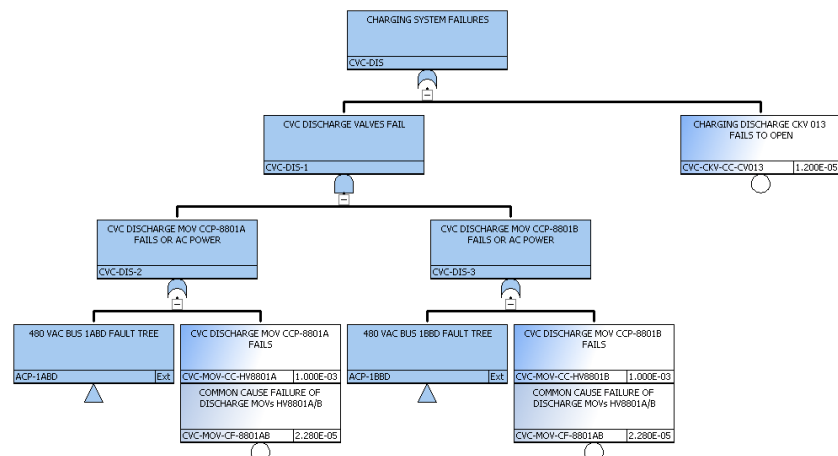 CHARGING SYSTEM FAILURES
CVC-DIS
CVC DISCHARGE VALVES FAIL
CVC-DIS-1
CHARGING DISCHARGE CKV 013
FAILS TO OPEN
CVC-CKV-CC-CV013 1.200E-05
CVC DISCHARGE MOV CCP-8801A
FAILS OR AC POWER
CVC-DIS-2
CVC DISCHARGE MOV CCP-8801B
FAILS OR AC POWER
CVC-DIS-3
480 VAC BUS 1ABD FAULT TREE
ACP-1ABD Ext
CVC DISCHARGE MOV CCP-8801A
FAILS
CVC-MOV-CC-HV8801A 1.000E-03
COMMON CAUSE FAILURE OF
DISCHARGE MOVs HV8801A/B
CVC-MOV-CF-8801AB 2.280E-05
480 VAC BUS 1BBD FAULT TREE
ACP-1BBD Ext
CVC DISCHARGE MOV CCP-8801B
FAILS
CVC-MOV-CC-HV8801B 1.000E-03
COMMON CAUSE FAILURE OF
DISCHARGE MOVs HV8801A/B
CVC-MOV-CF-8801AB 2.280E-05